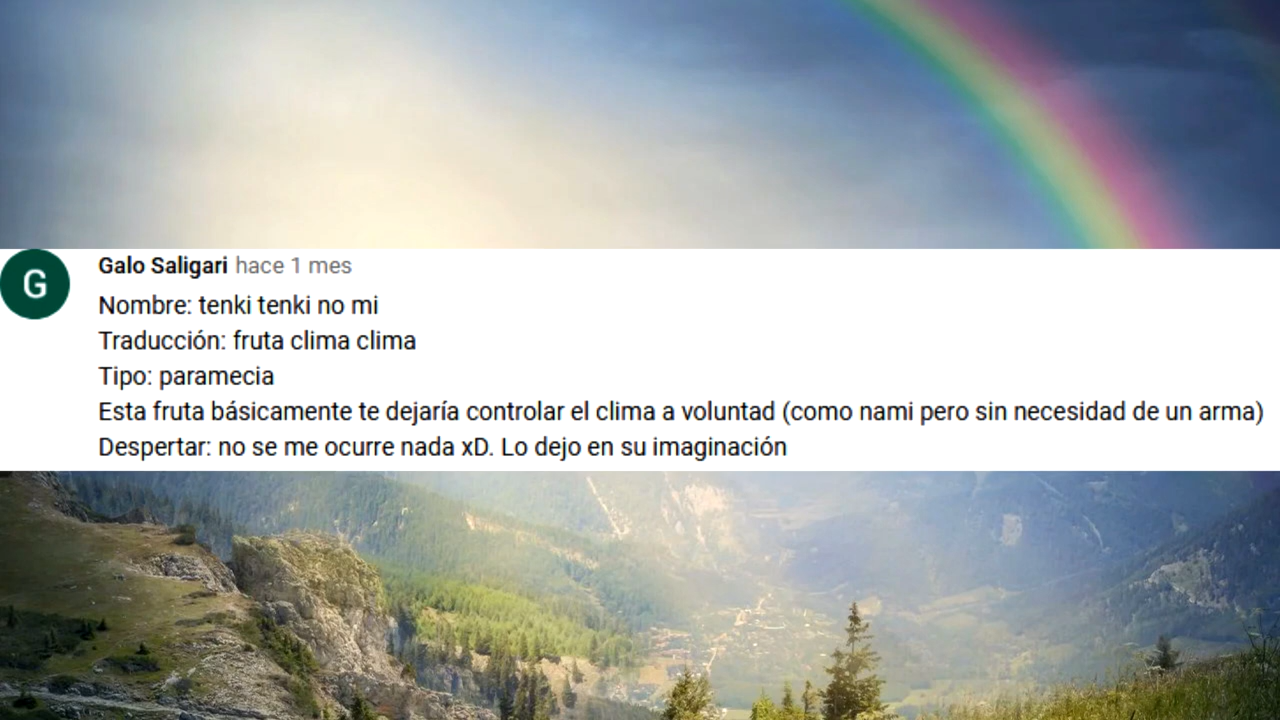 G
Galo Saligari hace 1 mes
Nombre: tenki tenki no mi
Traducción: fruta clima clima
Tipo: paramecia
Esta fruta básicamente te dejaría controlar el clima a voluntad (como nami pero sin necesidad de un arma)
Despertar: no se me ocurre nada xD. Lo dejo en su imaginación